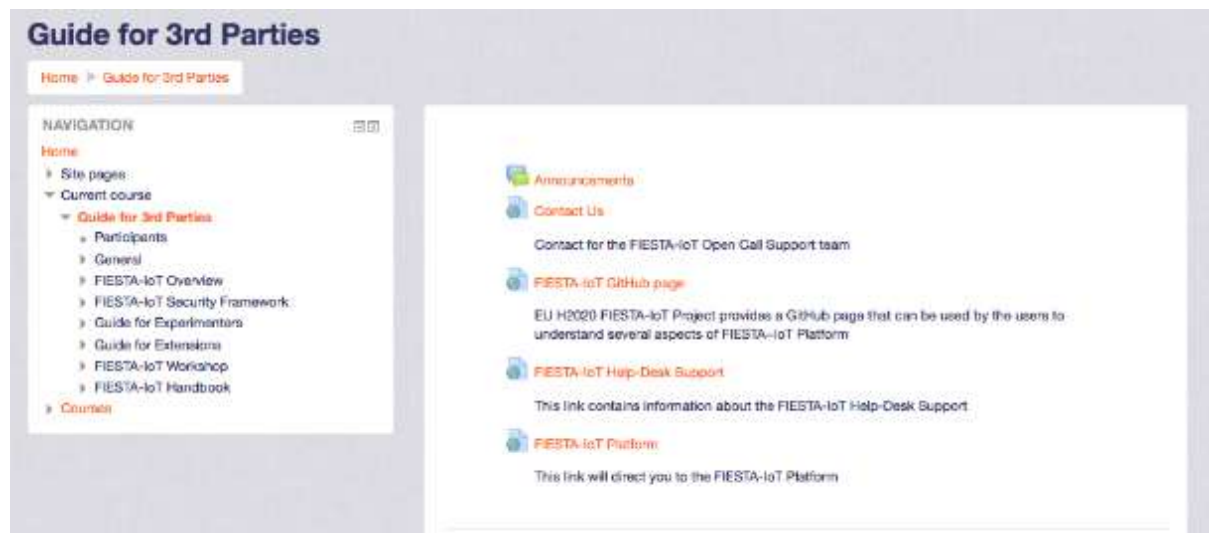 Guide for 3rd Parties
Home Guide for 3rd Parties
NAVIGATION
Home
Site pages
Current course
Guide for 3rd Parties
Participants
General
FIESTA-IoT Overview
FIESTA-IoT Security Framework
Guide for Experimenters
Guide for Extensions
FIESTA-IoT Workshop
FIESTA-IoT Handbook
Courses
Announcements
Contact Us
Contact for the FIESTA-IoT Open Call Support team
FIESTA-IoT GitHub page
EU H2020 FIESTA-IoT Project provides a GitHub page that can be used by the users to
understand several aspects of FIESTA-IoT Platform
FIESTA-IoT Help-Desk Support
This link contains information about the FIESTA-IoT Help-Desk Support
FIESTA-IoT Platform
This link will direct you to the FIESTA-IoT Platform